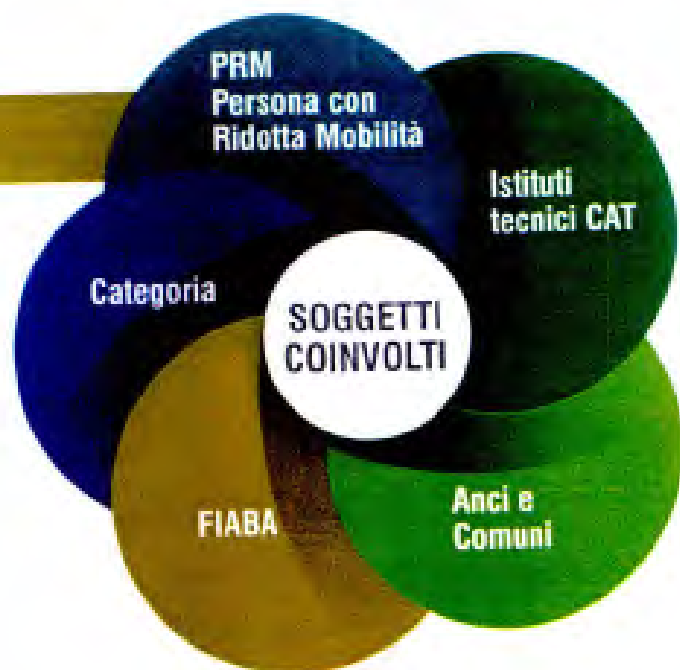 PRM
Persona con
Ridotta Mobilità
Istituti
tecnici CAT
Categoria
SOGGETTI
COINVOLTI
FIABA
Anci e
Comuni